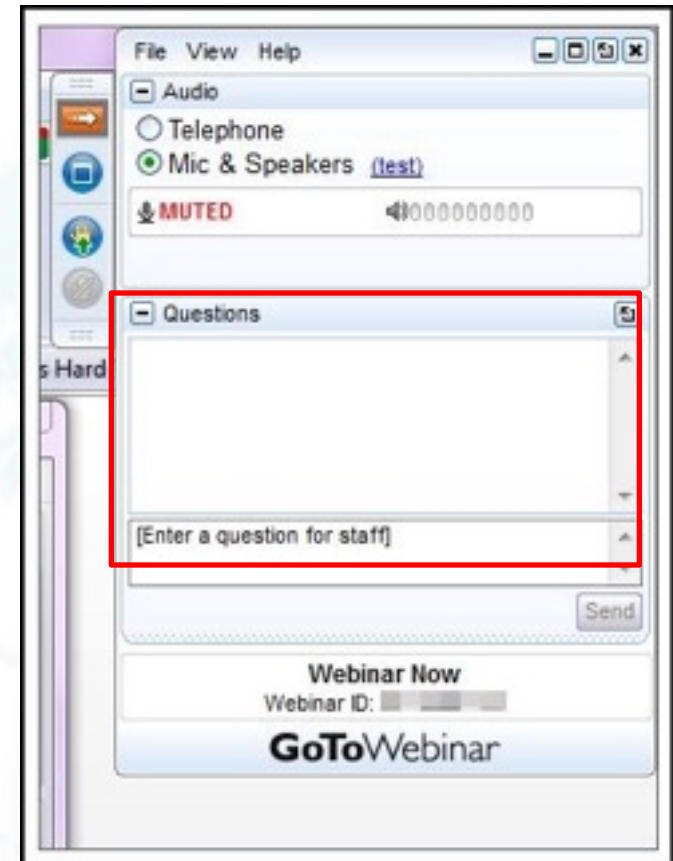 File View Help
Audio
Telephone
Mic & Speakers (test)
MUTED 000000000
Questions
s Hard
[Enter a question for staff]
Send
Webinar Now
Webinar ID:
GoToWebinar